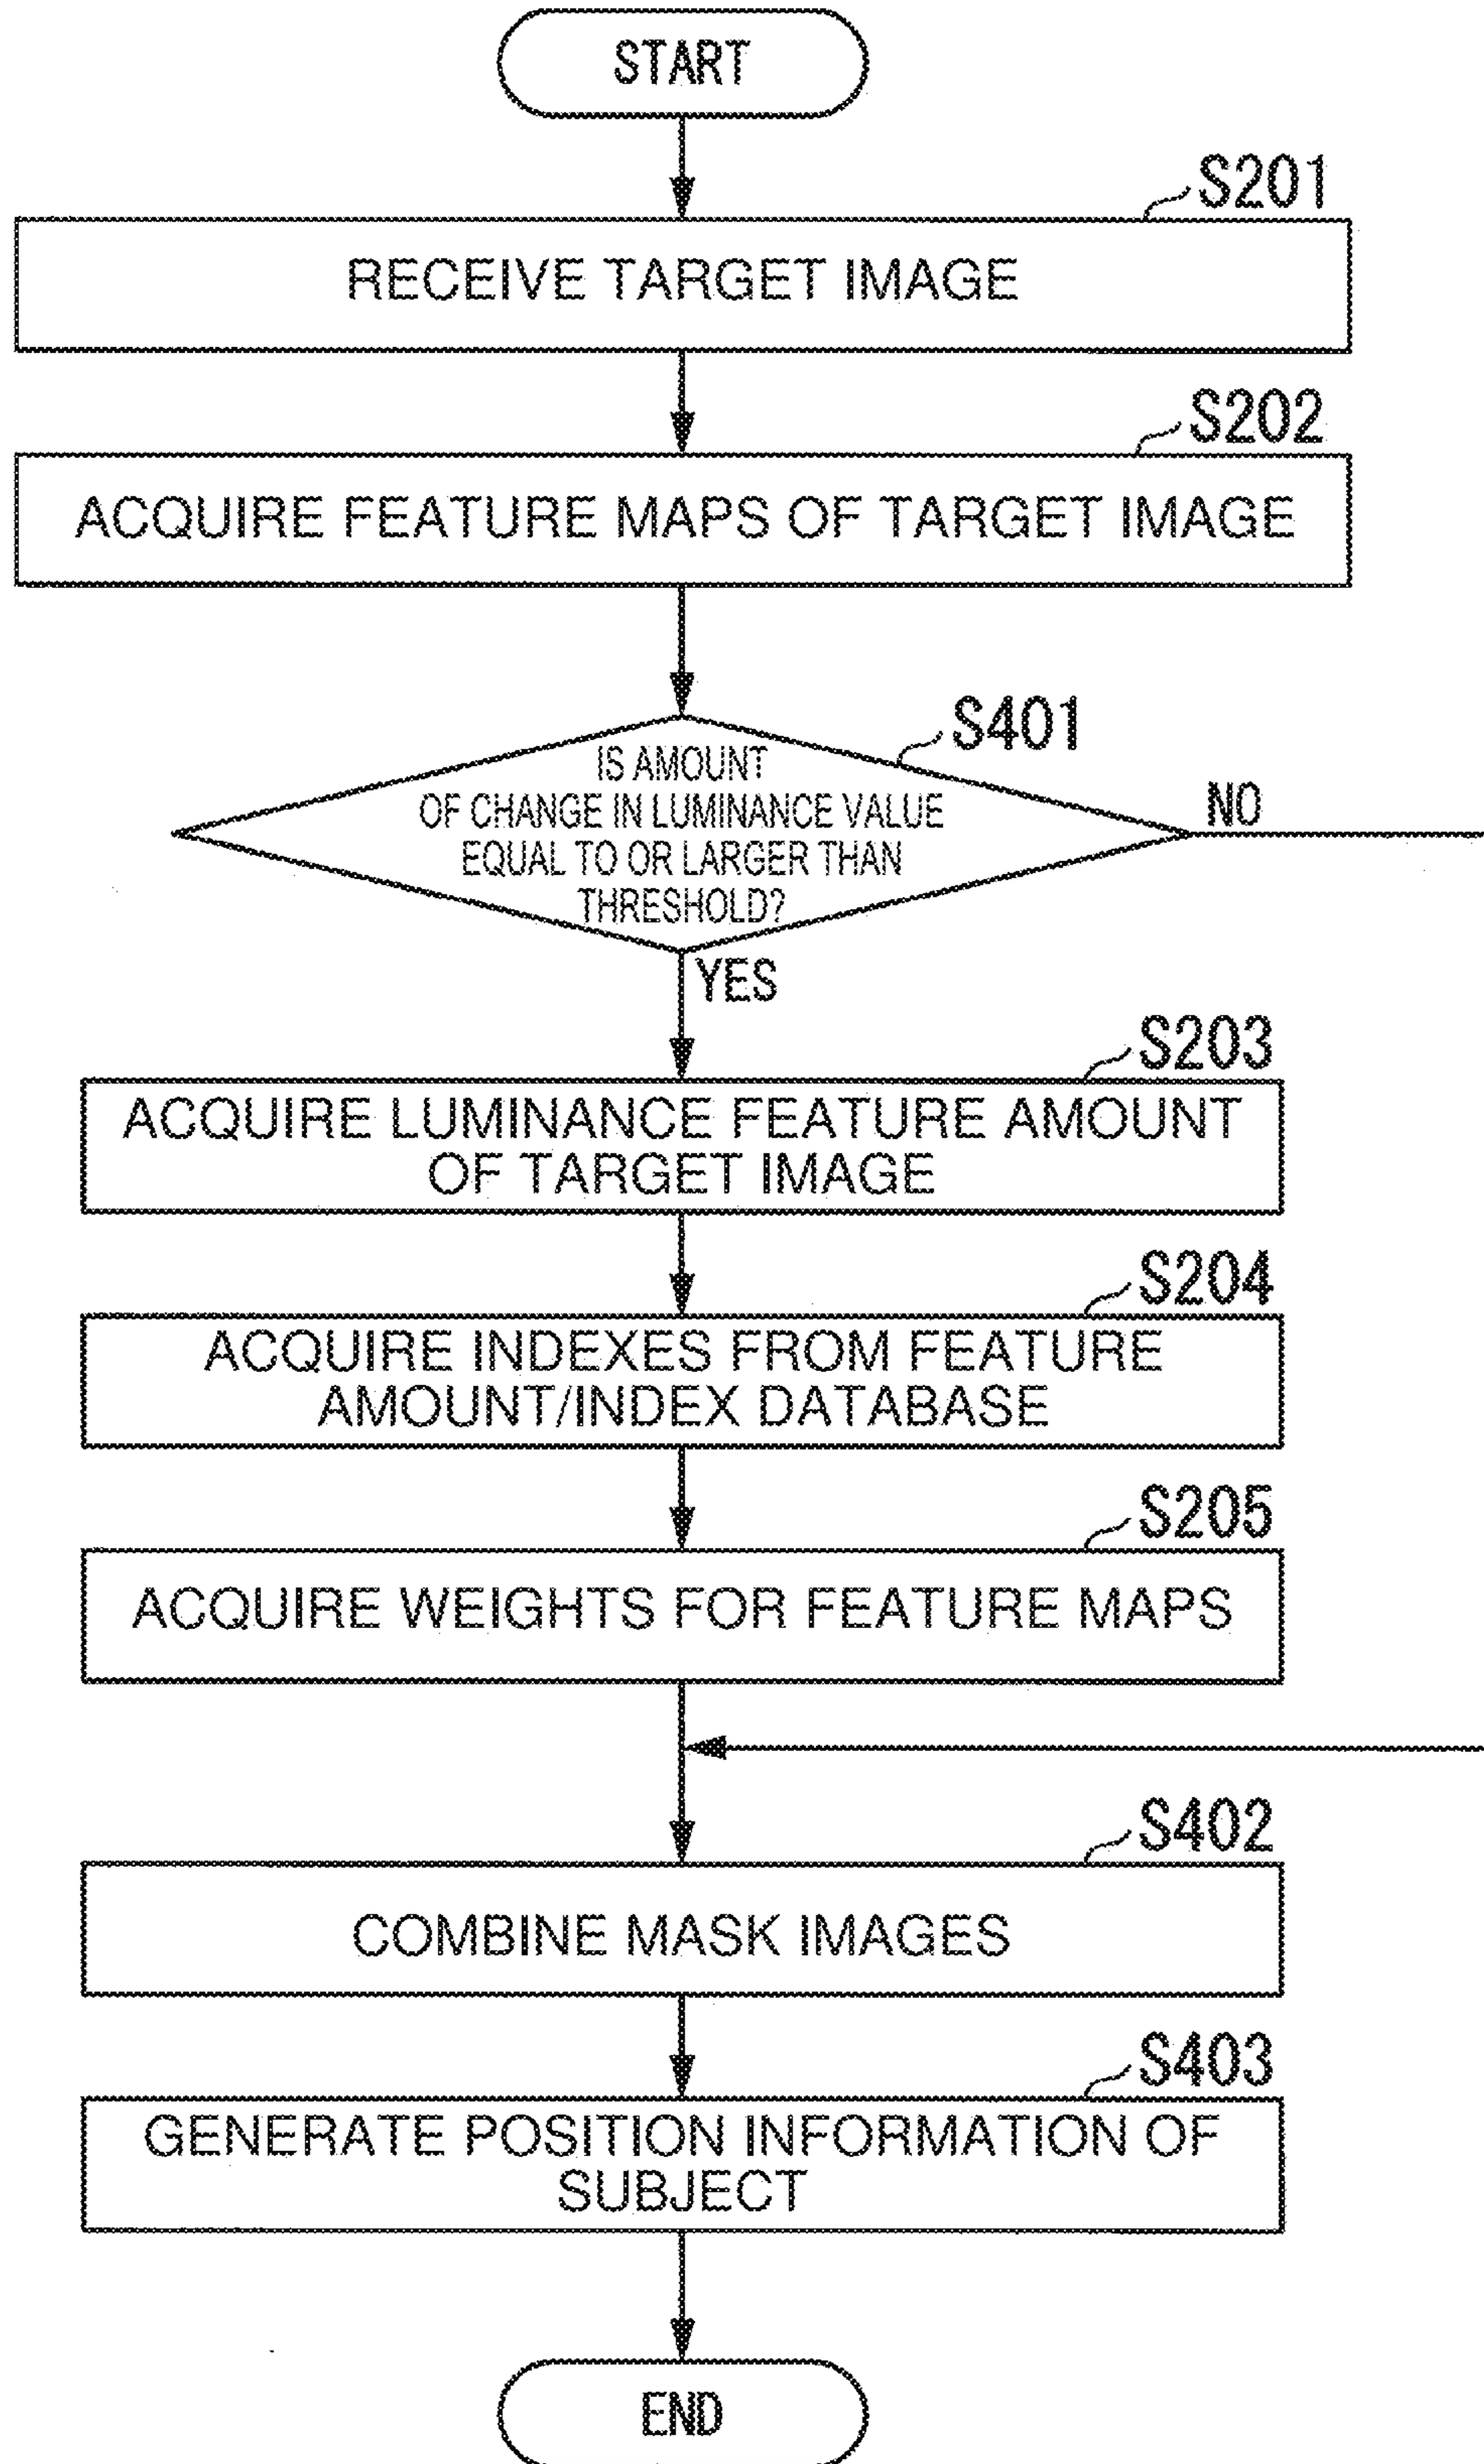 START
S201
RECEIVE TARGET IMAGE
S202
ACQUIRE FEATURE MAPS OF TARGET IMAGE
S401
IS AMOUNT
OF CHANGE IN LUMINANCE VALUE
EQUAL TO OR LARGER THAN
THRESHOLD?
NO
YES
S203
ACQUIRE LUMINANCE FEATURE AMOUNT
OF TARGET IMAGE
S204
ACQUIRE INDEXES FROM FEATURE
AMOUNT/INDEX DATABASE
S205
ACQUIRE WEIGHTS FOR FEATURE MAPS
S402
COMBINE MASK IMAGES
S403
GENERATE POSITION INFORMATION OF
SUBJECT
END